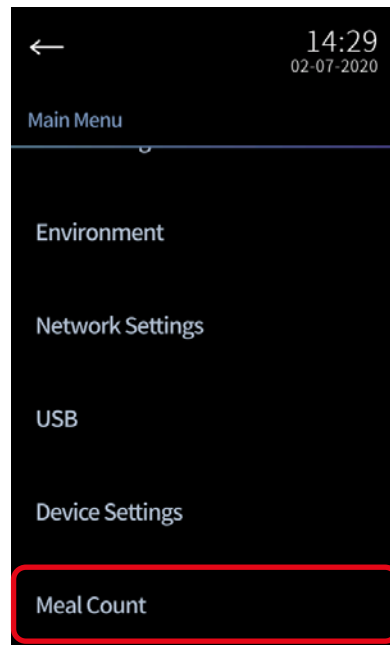 ←
14:29
02-07-2020
Main Menu
Environment
Network Settings
USB
Device Settings
Meal Count